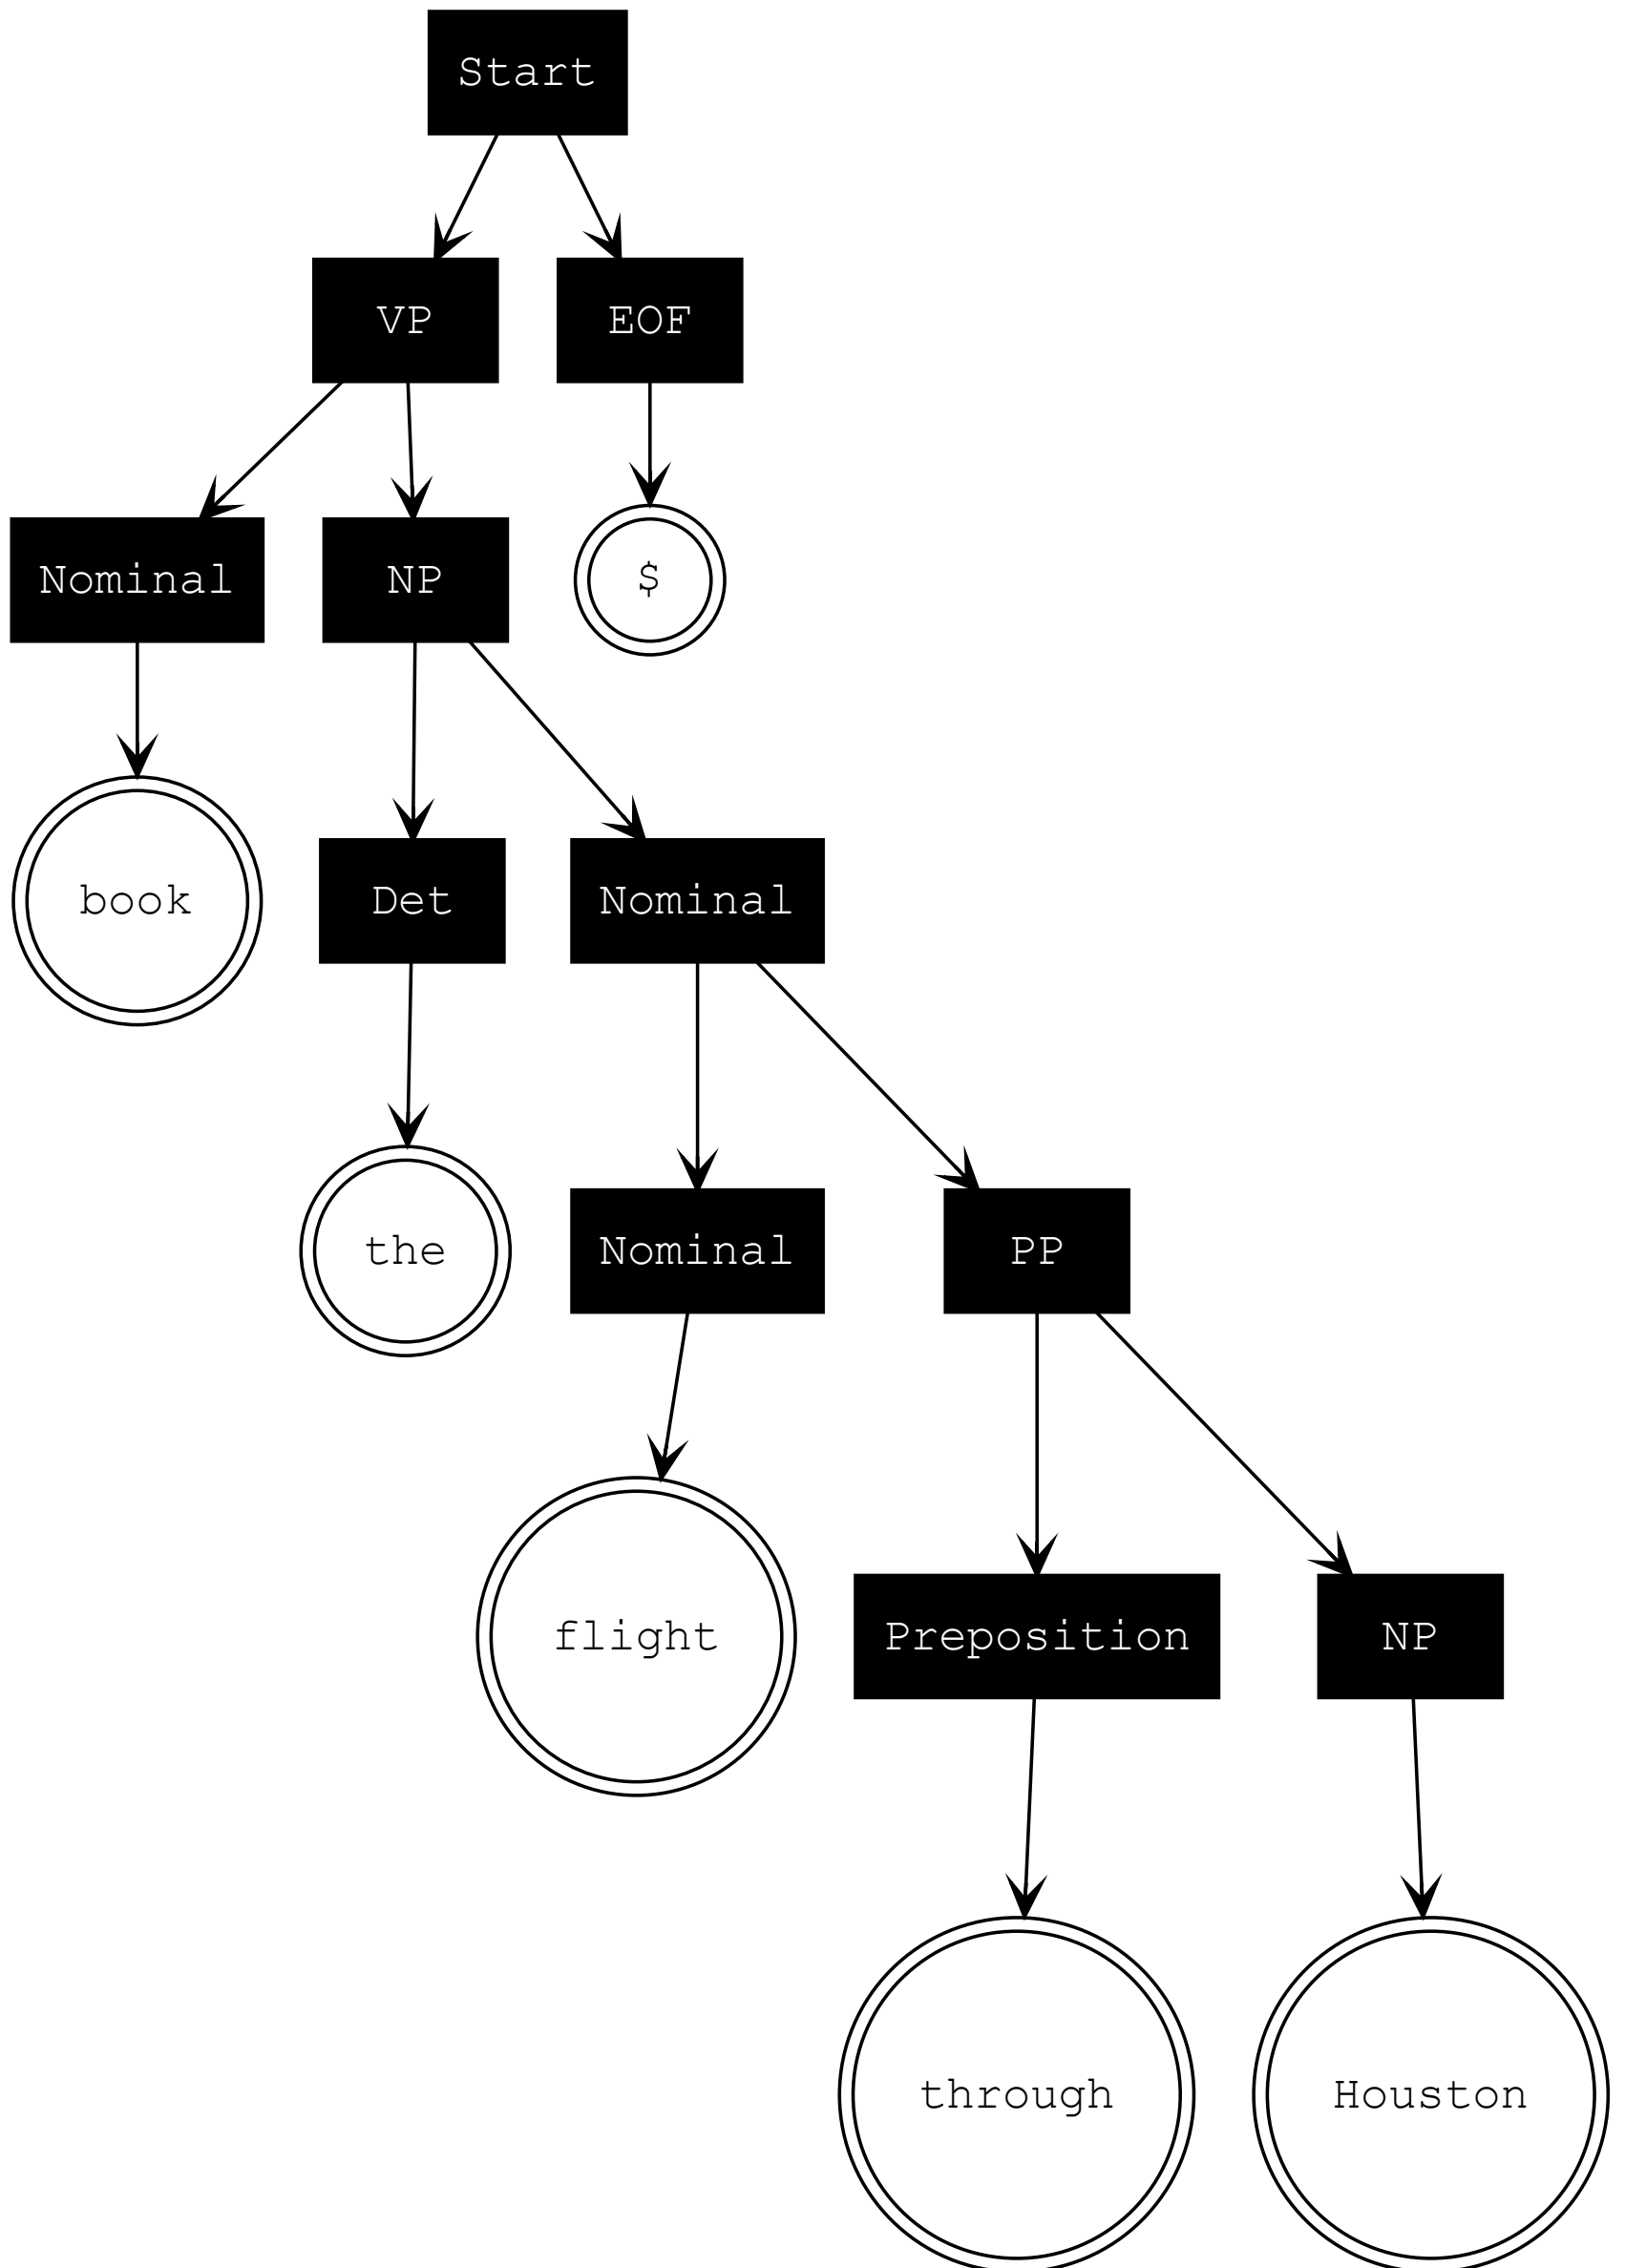 Start
VP
EOF
Nominal
NP
$
book
Det
Nominal
the
Nominal
PP
flight
Preposition
NP
through
Houston